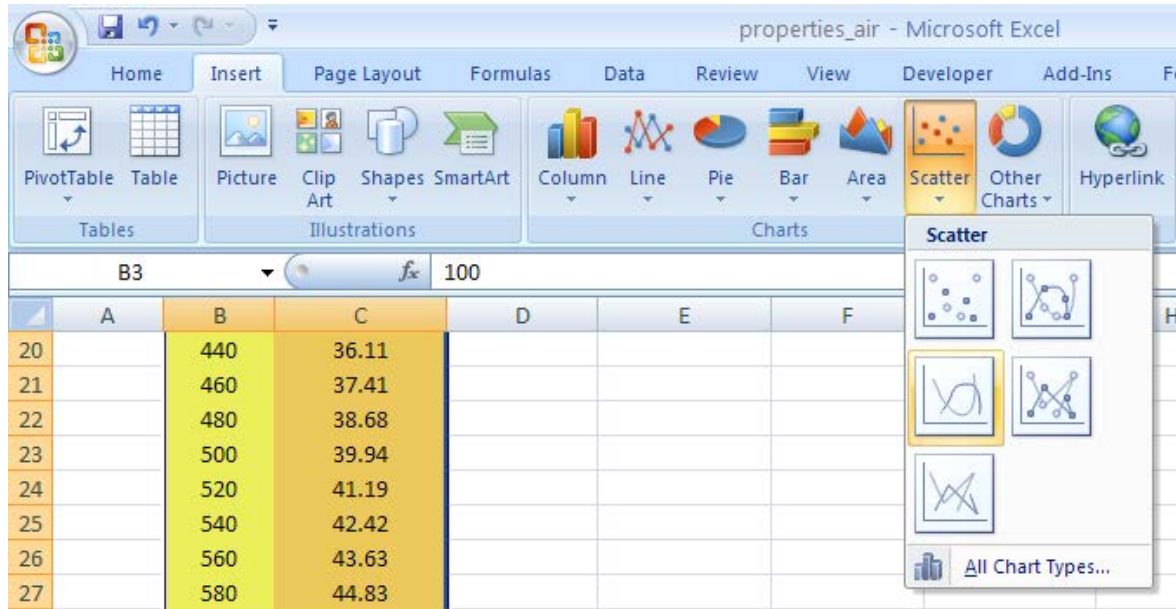 properties_air - Microsoft Excel
Home Insert Page Layout Formulas Data Review View Developer Add-Ins F
PivotTable Table Picture Clip Art Shapes SmartArt Column Line Pie Bar Area Scatter Other Charts Hyperlink
Tables Illustrations Charts
B3 fx 100
Scatter
A B C D E F H
20 440 36.11
21 460 37.41
22 480 38.68
23 500 39.94
24 520 41.19
25 540 42.42
26 560 43.63
27 580 44.83
All Chart Types...